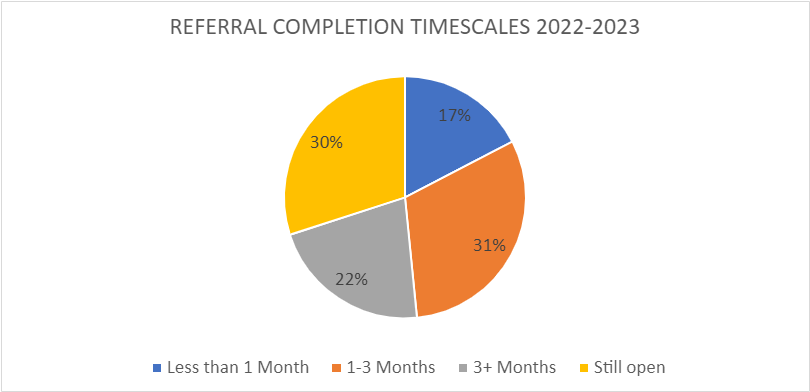 REFERRAL COMPLETION TIMESCALES 2022-2023
17%
30%
31%
22%
Less than 1 Month 1-3 Months 3+ Months Still open